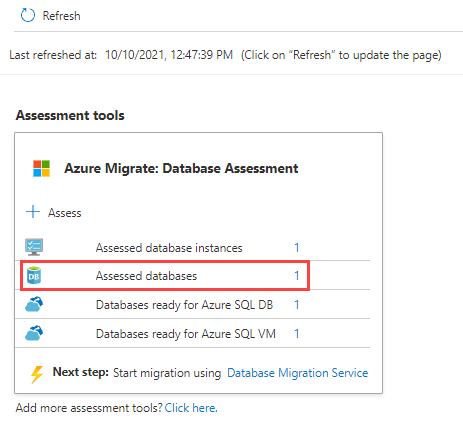 Refresh
Last refreshed at: 10/10/2021, 12:47:39 PM (Click on “Refresh” to update the page)
Assessment tools
Azure Migrate: Database Assessment
Assess
Assessed database instances 1
DB Assessed databases 1
Databases ready for Azure SQL DB 1
Databases ready for Azure SQL VM 1
Next step: Start migration using Database Migration Service
Add more assessment tools? Click here.